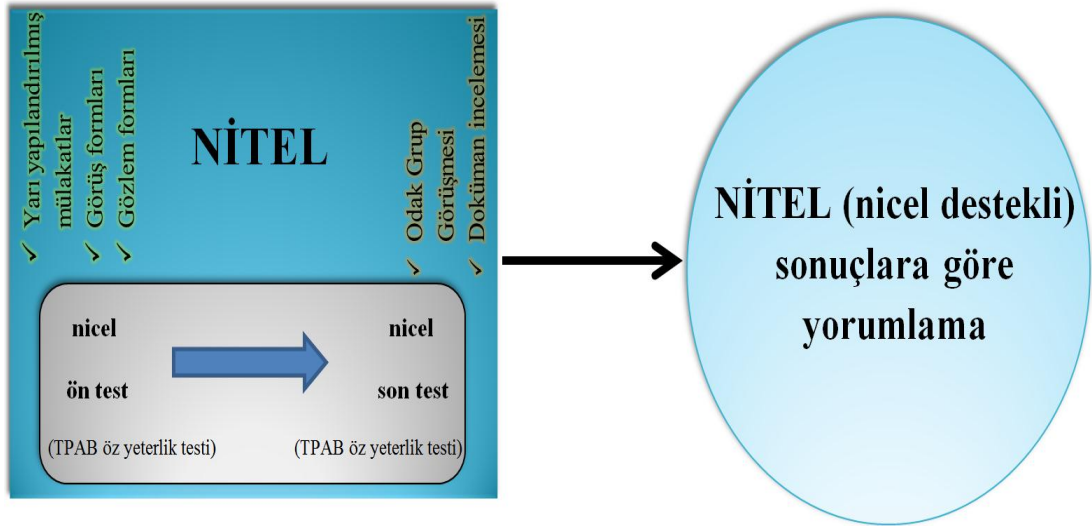 ✓ Yarı yapılandırılmış
mülakatlar
✓ Görüş formları
✓ Gözlem formları
NİTEL
✓ Odak Grup
Görüşmesi
✓ Doküman incelemesi
nicel
ön test
(TPAB öz yeterlik testi)
nicel
son test
(TPAB öz yeterlik testi)
NİTEL (nicel destekli)
sonuçlara göre
yorumlama